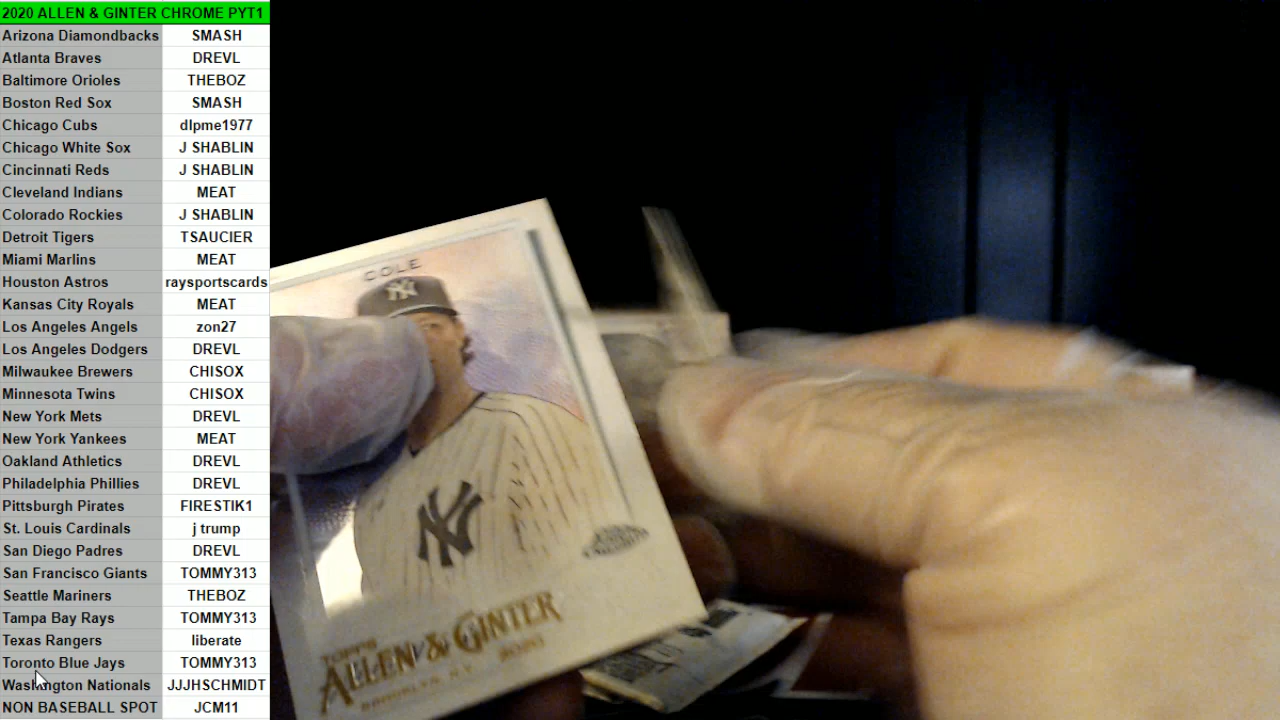 2020 ALLEN & GINTER CHROME PYT1
Arizona Diamondbacks SMASH
Atlanta Braves DREVL
Baltimore Orioles THEBOZ
Boston Red Sox SMASH
Chicago Cubs dlpme1977
Chicago White Sox J SHABLIN
Cincinnati Reds J SHABLIN
Cleveland Indians MEAT
Colorado Rockies J SHABLIN
Detroit Tigers TSAUCIER
Miami Marlins MEAT
Houston Astros raysportscards
Kansas City Royals MEAT
Los Angeles Angels zon27
Los Angeles Dodgers DREVL
Milwaukee Brewers CHISOX
Minnesota Twins CHISOX
New York Mets DREVL
New York Yankees MEAT
Oakland Athletics DREVL
Philadelphia Phillies DREVL
Pittsburgh Pirates FIRESTIK1
St. Louis Cardinals j trump
San Diego Padres DREVL
San Francisco Giants TOMMY313
Seattle Mariners THEBOZ
Tampa Bay Rays TOMMY313
Texas Rangers liberate
Toronto Blue Jays TOMMY313
Washington Nationals JJJHSCHMIDT
NON BASEBALL SPOT JCM11
COLE
NY
NY
TOPPS
ALLEN & GINTER
BROOKLYN, N.Y. 2020